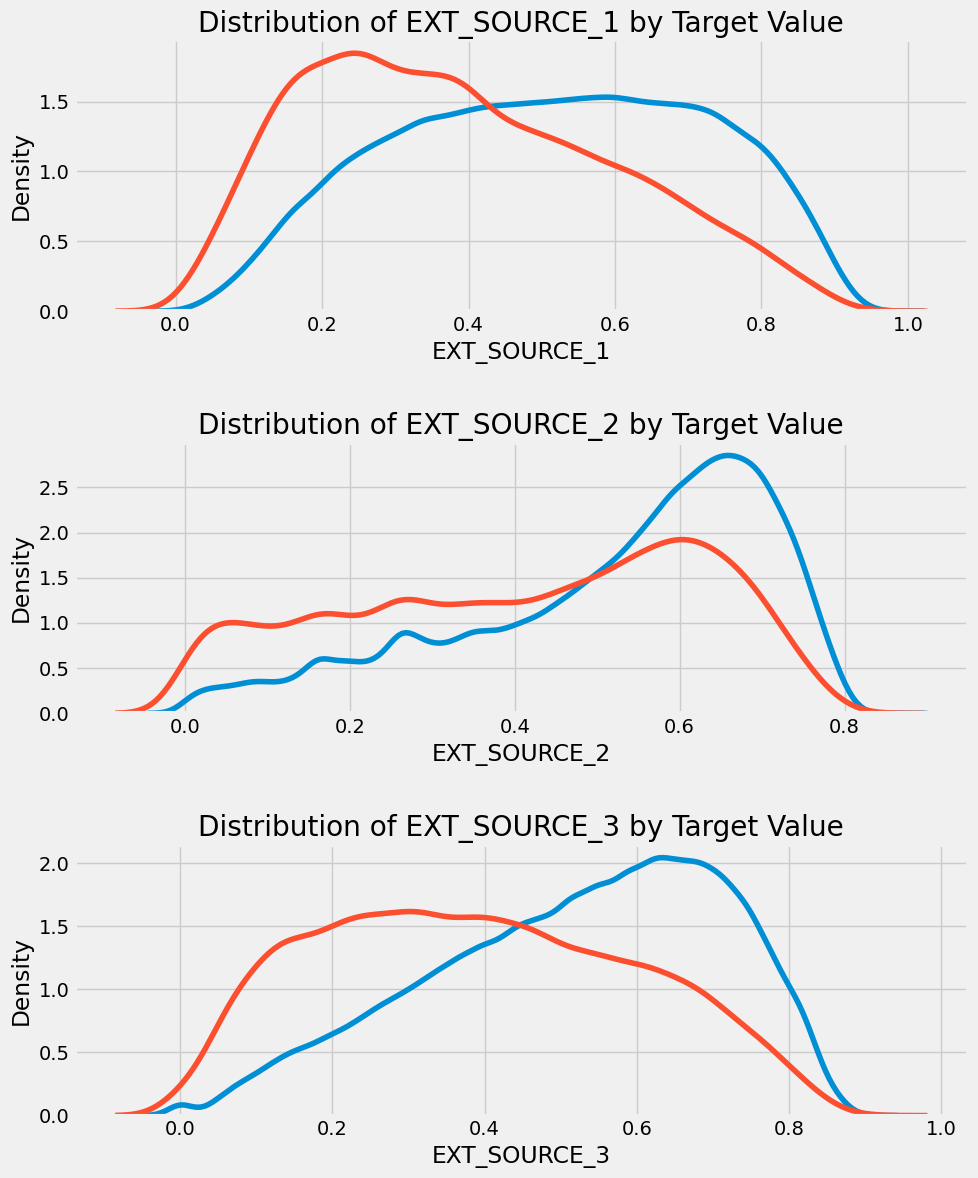 Distribution of EXT_SOURCE_1 by Target Value
1.5
1.0
0.5
0.0
Density
0.0 0.2 0.4 0.6 0.8 1.0
EXT_SOURCE_1
Distribution of EXT_SOURCE_2 by Target Value
2.5
2.0
1.5
1.0
0.5
0.0
Density
0.0 0.2 0.4 0.6 0.8
EXT_SOURCE_2
Distribution of EXT_SOURCE_3 by Target Value
2.0
1.5
1.0
0.5
0.0
Density
0.0 0.2 0.4 0.6 0.8 1.0
EXT_SOURCE_3